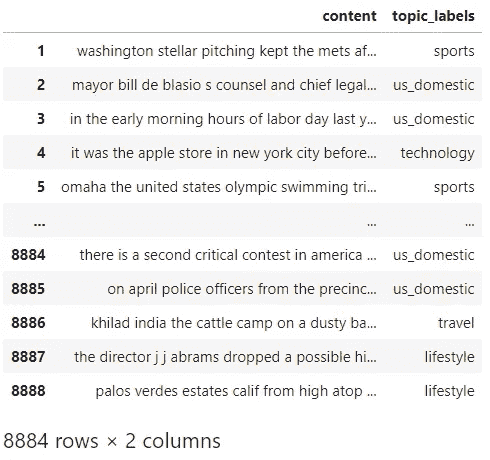 content topic_labels
1 washington stellar pitching kept the mets af... sports
2 mayor bill de blasio s counsel and chief legal... us_domestic
3 in the early morning hours of labor day last y... us_domestic
4 it was the apple store in new york city before... technology
5 omaha the united states olympic swimming tri... sports
... ... ...
8884 there is a second critical contest in america ... us_domestic
8885 on april police officers from the precinc... us_domestic
8886 khilad india the cattle camp on a dusty ba... travel
8887 the director j j abrams dropped a possible hi... lifestyle
8888 palos verdes estates calif from high atop ... lifestyle
8884 rows × 2 columns